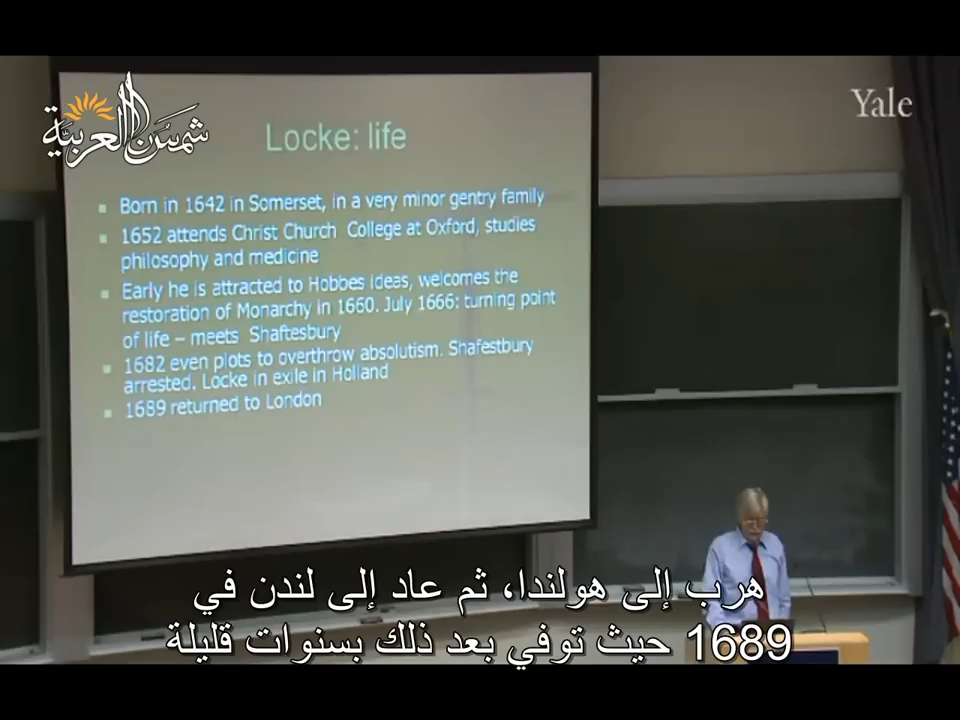 Yale
شمس العربية
Locke: life
Born in 1642 in Somerset, in a very minor gentry family
1652 attends Christ Church College at Oxford, studies
philosophy and medicine
Early he is attracted to Hobbes ideas, welcomes the
restoration of Monarchy in 1660. July 1666: turning point
of life – meets Shaftesbury
1682 even plots to overthrow absolutism. Shafestbury
arrested. Locke in exile in Holland
1689 returned to London
هرب إلى هولندا، ثم عاد إلى لندن في
1689 حيث توفي بعد ذلك بسنوات قليلة